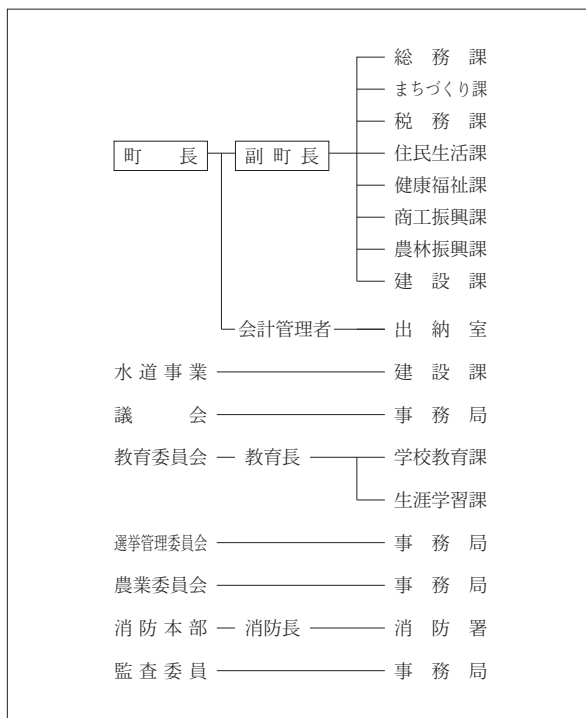 総務課
まちづくり課
税務課
町長 副町長 住民生活課
健康福祉課
商工振興課
農林振興課
建設課
会計管理者 出納室
水道事業 建設課
議会 事務局
教育委員会 教育長 学校教育課
生涯学習課
選挙管理委員会 事務局
農業委員会 事務局
消防本部 消防長 消防署
監査委員 事務局